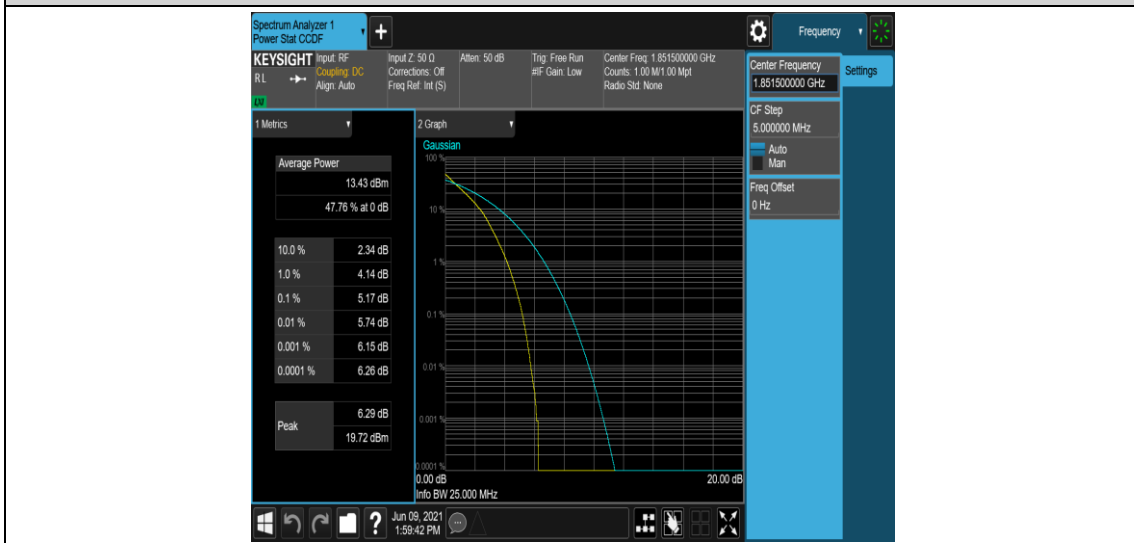 Spectrum Analyzer 1
Power Stat CCDF
+
Frequency
KEYSIGHT
RL
LXI
Input: RF
Coupling: DC
Align: Auto
Input Z: 50 Ω
Corrections: Off
Freq Ref: Int (S)
Atten: 50 dB
Trig: Free Run
#IF Gain: Low
Center Freq: 1.851500000 GHz
Counts: 1.00 M/1.00 Mpt
Radio Std: None
Center Frequency
1.851500000 GHz
Settings
CF Step
5.000000 MHz
Auto
Man
Freq Offset
0 Hz
1 Metrics
Average Power
13.43 dBm
47.76 % at 0 dB
10.0 % 2.34 dB
1.0 % 4.14 dB
0.1 % 5.17 dB
0.01 % 5.74 dB
0.001 % 6.15 dB
0.0001 % 6.26 dB
Peak
6.29 dB
19.72 dBm
2 Graph
Gaussian
100 %
10 %
1 %
0.1 %
0.01 %
0.001 %
0.0001 %
0.00 dB 20.00 dB
Info BW 25.000 MHz
?
Jun 09, 2021
1:59:42 PM